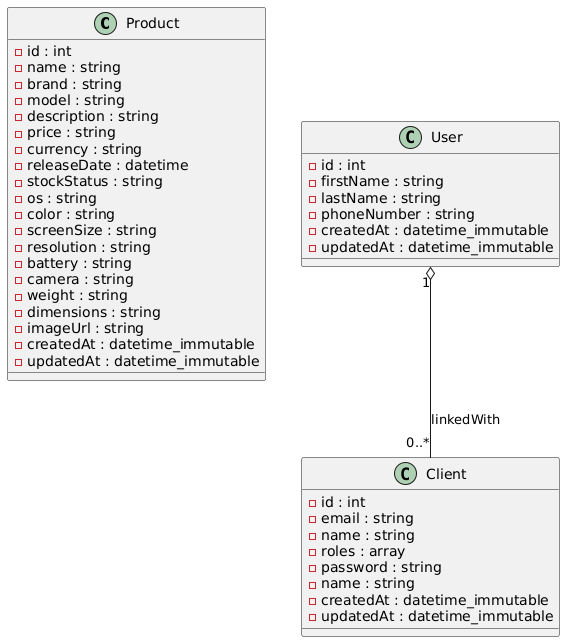 C Product
id : int
name : string
brand : string
model : string
description : string
price : string
currency : string
releaseDate : datetime
stockStatus : string
os : string
color : string
screenSize : string
resolution : string
battery : string
camera : string
weight : string
dimensions : string
imageUrl : string
createdAt : datetime_immutable
updatedAt : datetime_immutable
C User
id : int
firstName : string
lastName : string
phoneNumber : string
createdAt : datetime_immutable
updatedAt : datetime_immutable
1
linkedWith
0..*
C Client
id : int
email : string
name : string
roles : array
password : string
name : string
createdAt : datetime_immutable
updatedAt : datetime_immutable